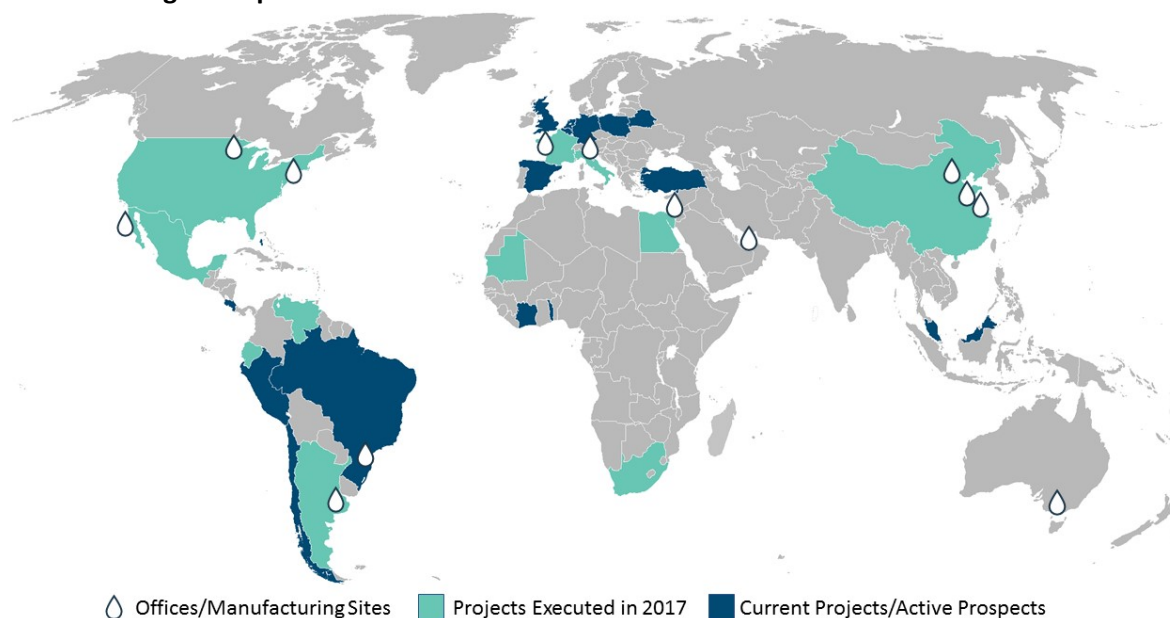 Offices/Manufacturing Sites
Projects Executed in 2017
Current Projects/Active Prospects